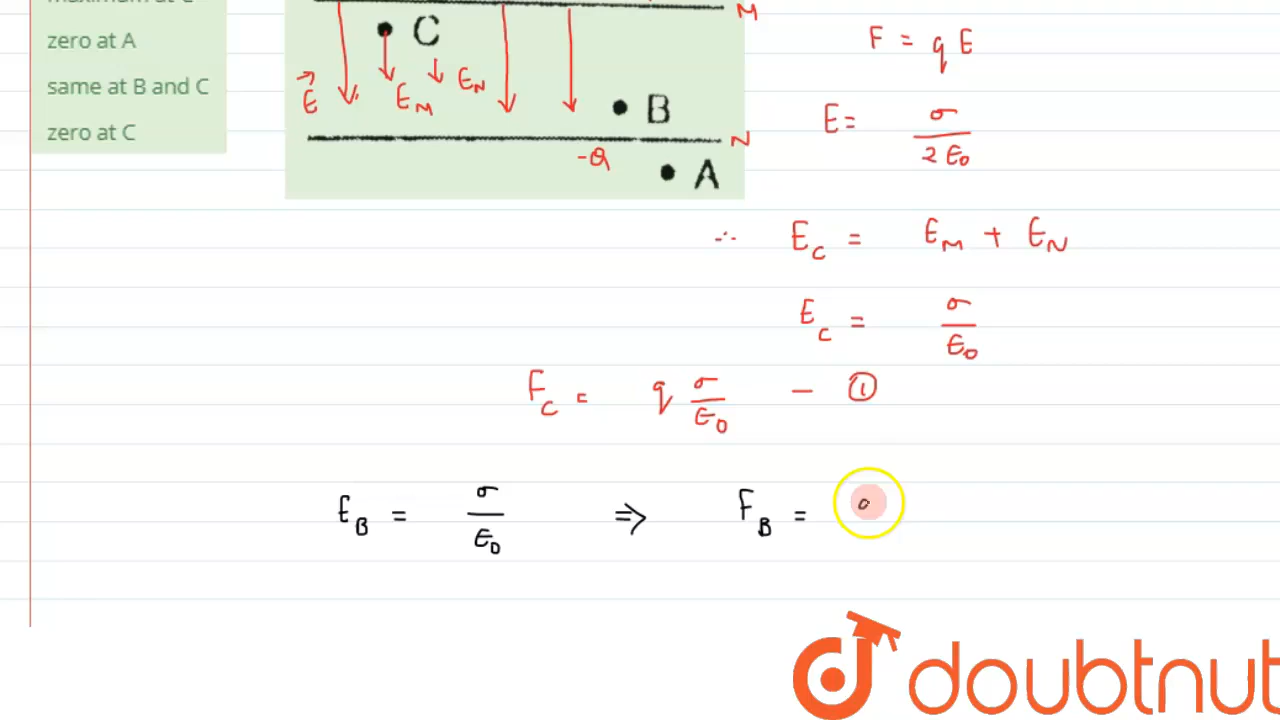 zero at A
same at B and C
zero at C
M
C
E
E_M
E_N
B
N
-Q
A
F = qE
E = σ / 2ε₀
∴ E_C = E_M + E_N
E_C = σ / ε₀
F_C = q σ / ε₀ - ①
E_B = σ / ε₀ ⇒ F_B =
doubtnut